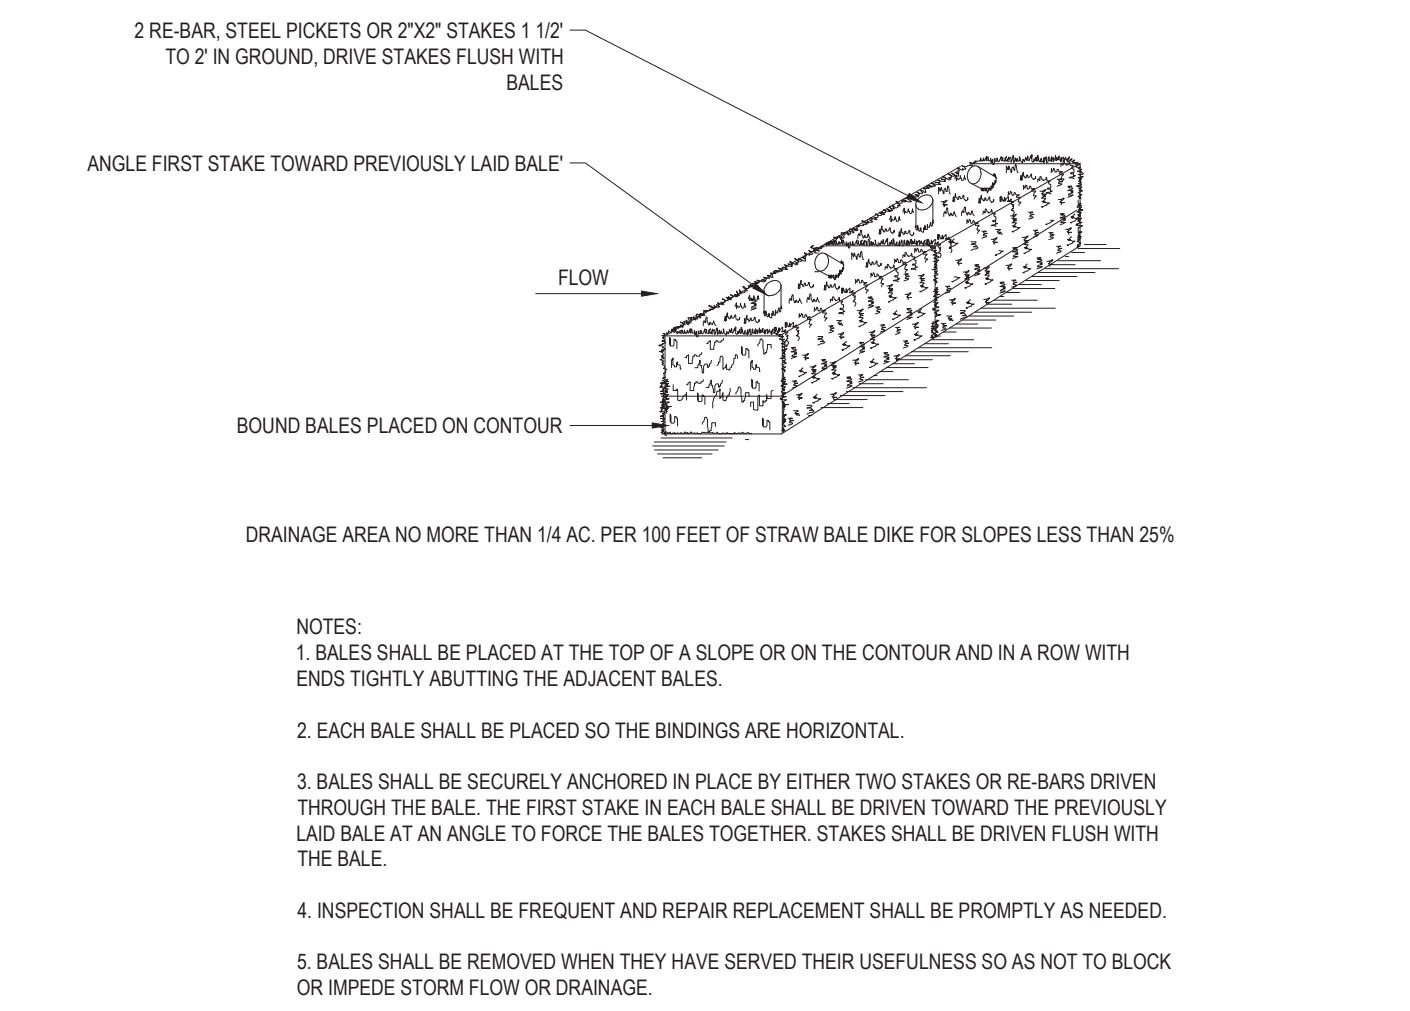 2 RE-BAR, STEEL PICKETS OR 2"X2" STAKES 1 1/2'
TO 2' IN GROUND, DRIVE STAKES FLUSH WITH
BALES
ANGLE FIRST STAKE TOWARD PREVIOUSLY LAID BALE'
FLOW
BOUND BALES PLACED ON CONTOUR
DRAINAGE AREA NO MORE THAN 1/4 AC. PER 100 FEET OF STRAW BALE DIKE FOR SLOPES LESS THAN 25%
NOTES:
1. BALES SHALL BE PLACED AT THE TOP OF A SLOPE OR ON THE CONTOUR AND IN A ROW WITH
ENDS TIGHTLY ABUTTING THE ADJACENT BALES.
2. EACH BALE SHALL BE PLACED SO THE BINDINGS ARE HORIZONTAL.
3. BALES SHALL BE SECURELY ANCHORED IN PLACE BY EITHER TWO STAKES OR RE-BARS DRIVEN
THROUGH THE BALE. THE FIRST STAKE IN EACH BALE SHALL BE DRIVEN TOWARD THE PREVIOUSLY
LAID BALE AT AN ANGLE TO FORCE THE BALES TOGETHER. STAKES SHALL BE DRIVEN FLUSH WITH
THE BALE.
4. INSPECTION SHALL BE FREQUENT AND REPAIR REPLACEMENT SHALL BE PROMPTLY AS NEEDED.
5. BALES SHALL BE REMOVED WHEN THEY HAVE SERVED THEIR USEFULNESS SO AS NOT TO BLOCK
OR IMPEDE STORM FLOW OR DRAINAGE.